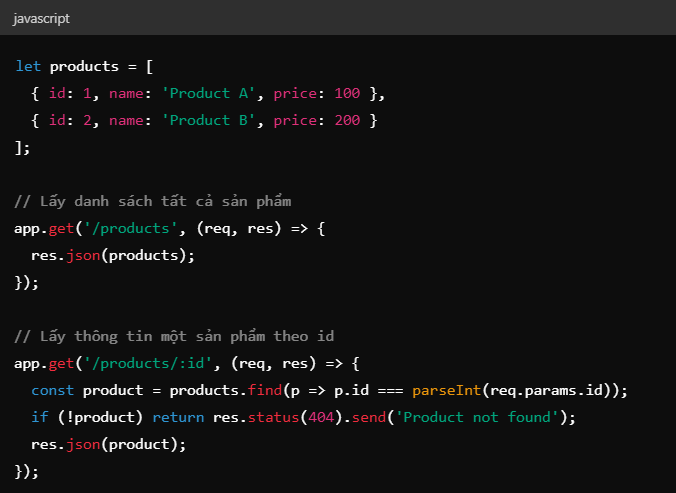 javascript
let products = [
  { id: 1, name: 'Product A', price: 100 },
  { id: 2, name: 'Product B', price: 200 }
];
// Lấy danh sách tất cả sản phẩm
app.get('/products', (req, res) => {
  res.json(products);
});
// Lấy thông tin một sản phẩm theo id
app.get('/products/:id', (req, res) => {
  const product = products.find(p => p.id === parseInt(req.params.id));
  if (!product) return res.status(404).send('Product not found');
  res.json(product);
});